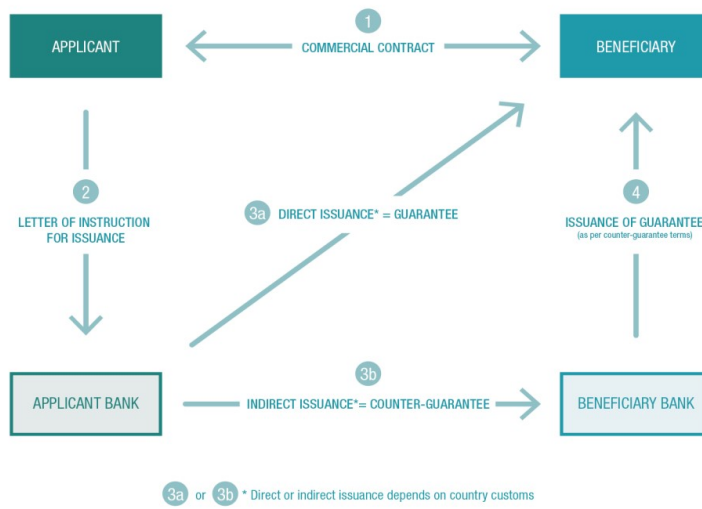 1
APPLICANT
COMMERCIAL CONTRACT
BENEFICIARY
2
LETTER OF INSTRUCTION
FOR ISSUANCE
3a DIRECT ISSUANCE* = GUARANTEE
4
ISSUANCE OF GUARANTEE
(as per counter-guarantee terms)
3b
APPLICANT BANK
INDIRECT ISSUANCE*= COUNTER-GUARANTEE
BENEFICIARY BANK
3a or 3b * Direct or indirect issuance depends on country customs